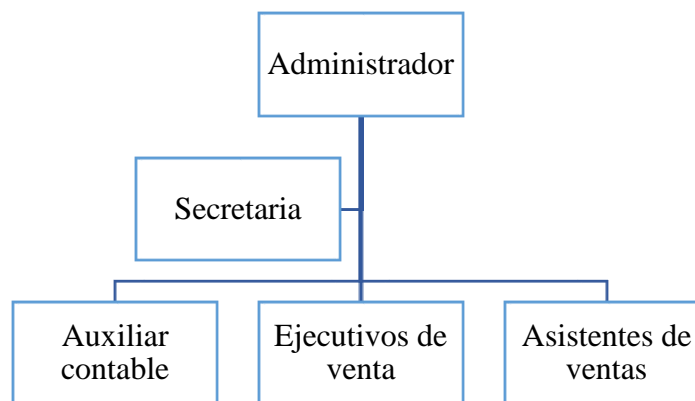 Administrador
Secretaria
Auxiliar
contable
Ejecutivos de
venta
Asistentes de
ventas